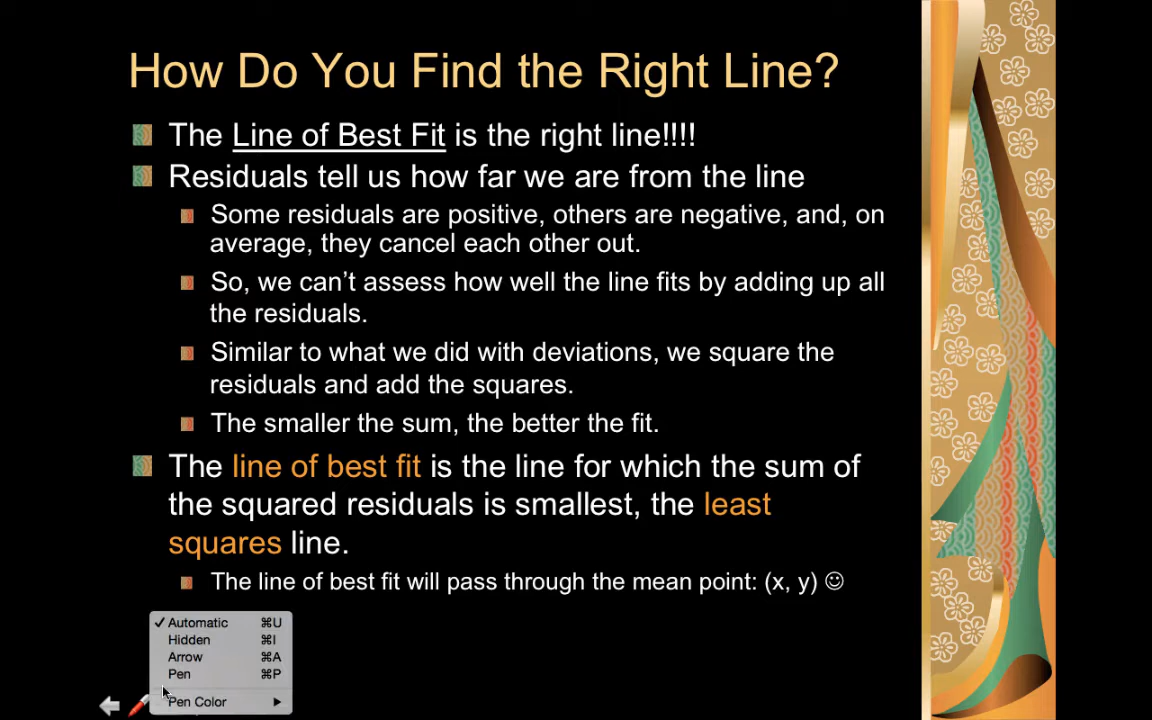 How Do You Find the Right Line?
The Line of Best Fit is the right line!!!!
Residuals tell us how far we are from the line
Some residuals are positive, others are negative, and, on
average, they cancel each other out.
So, we can’t assess how well the line fits by adding up all
the residuals.
Similar to what we did with deviations, we square the
residuals and add the squares.
The smaller the sum, the better the fit.
The line of best fit is the line for which the sum of
the squared residuals is smallest, the least
squares line.
The line of best fit will pass through the mean point: (x, y) ☺
✓ Automatic ⌘U
Hidden ⌘I
Arrow ⌘A
Pen ⌘P
Pen Color ▶